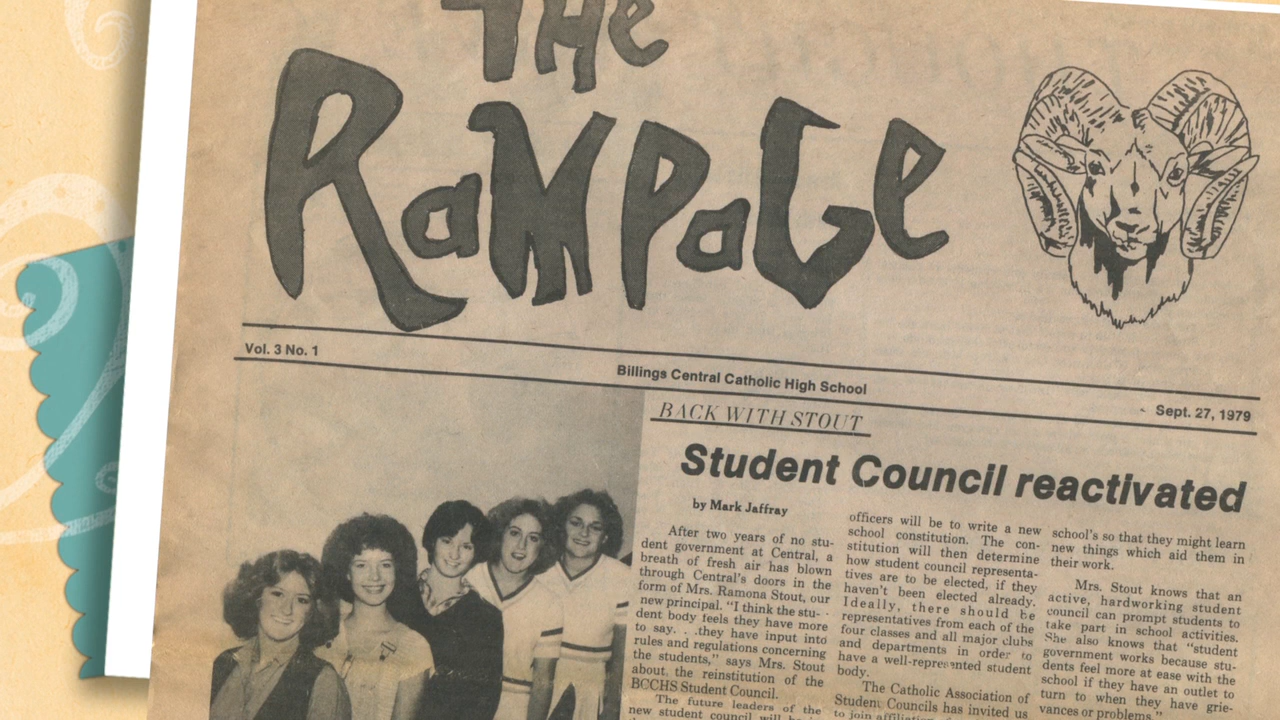 THE
RaMPaGe
Vol. 3 No. 1
Billings Central Catholic High School
Sept. 27, 1979
BACK WITH STOUT
Student Council reactivated
by Mark Jaffray
After two years of no stu-
dent government at Central, a
breath of fresh air has blown
through Central's doors in the
form of Mrs. Ramona Stout, our
new principal. "I think the stu-
dent body feels they have more
to say. . .they have input into
rules and regulations concerning
the students," says Mrs. Stout
about the reinstitution of the
BCCHS Student Council.
The future leaders of the
new student council will
officers will be to write a new
school constitution. The con-
stitution will then determine
how student council representa-
tives are to be elected, if they
haven't been elected already.
Ideally, there should be
representatives from each of the
four classes and all major clubs
and departments in order to
have a well-represented student
body.
The Catholic Association of
Student Councils has invited us
to join
school's so that they might learn
new things which aid them in
their work.
Mrs. Stout knows that an
active, hardworking student
council can prompt students to
take part in school activities.
She also knows that "student
government works because stu-
dents feel more at ease with the
school if they have an outlet to
turn to when they have grie-
vances or problems."